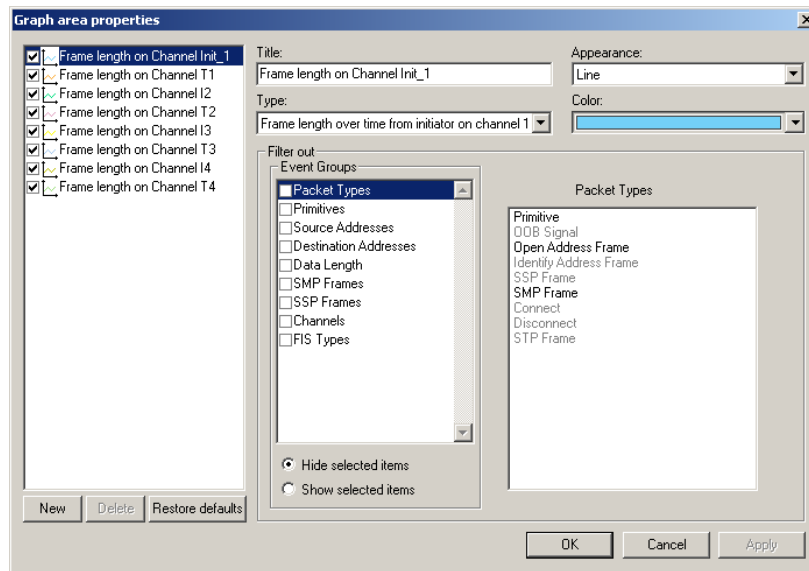 Graph area properties
Frame length on Channel Init_1
Frame length on Channel T1
Frame length on Channel I2
Frame length on Channel T2
Frame length on Channel I3
Frame length on Channel T3
Frame length on Channel I4
Frame length on Channel T4
New
Delete
Restore defaults
Title:
Frame length on Channel Init_1
Appearance:
Line
Type:
Frame length over time from initiator on channel 1
Color:
Filter out
Event Groups
Packet Types
Primitives
Source Addresses
Destination Addresses
Data Length
SMP Frames
SSP Frames
Channels
FIS Types
Hide selected items
Show selected items
Packet Types
Primitive
OOB Signal
Open Address Frame
Identify Address Frame
SSP Frame
SMP Frame
Connect
Disconnect
STP Frame
OK
Cancel
Apply